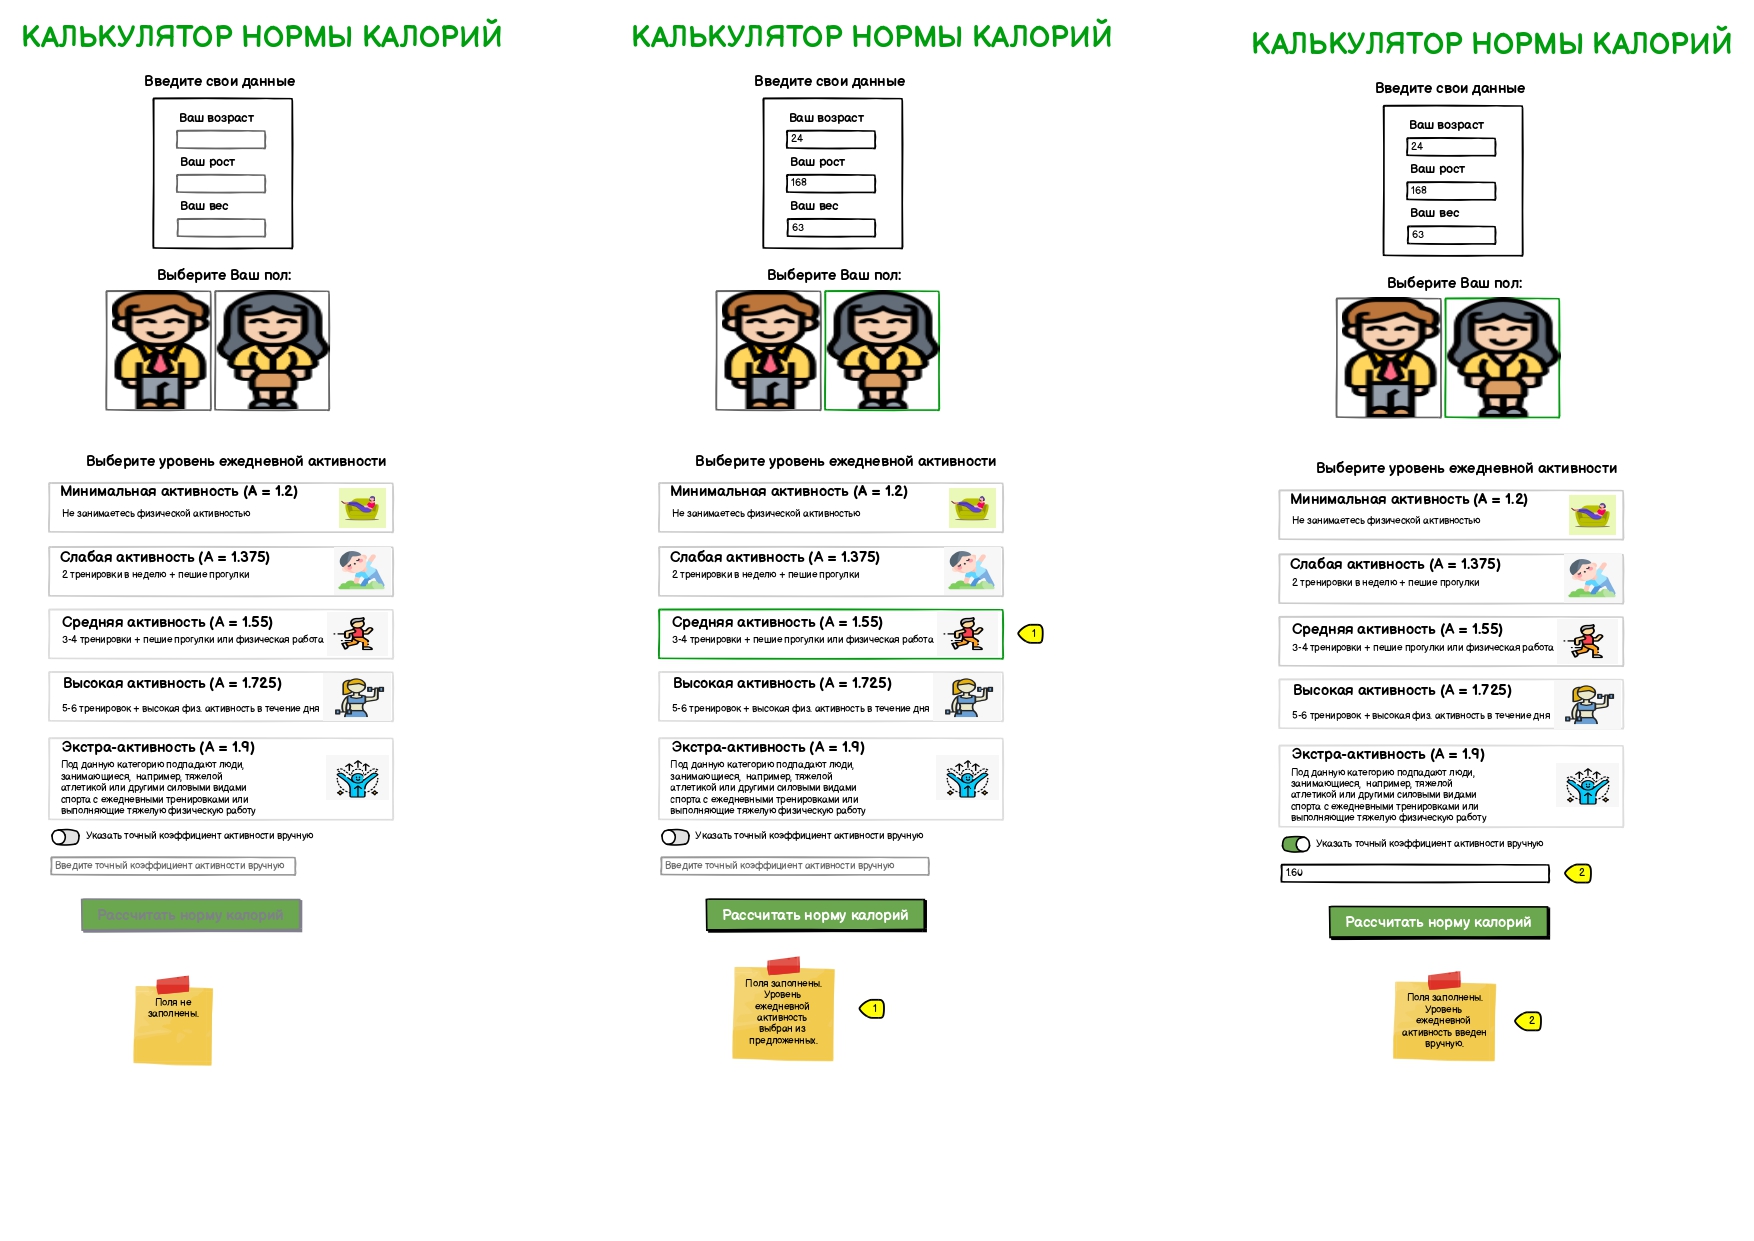 КАЛЬКУЛЯТОР НОРМЫ КАЛОРИЙ
Введите свои данные
Ваш возраст
Ваш рост
Ваш вес
Выберите Ваш пол:
Выберите уровень ежедневной активности
Минимальная активность (А = 1.2)
Не занимаетесь физической активностью
Слабая активность (А = 1.375)
2 тренировки в неделю + пешие прогулки
Средняя активность (А = 1.55)
3-4 тренировки + пешие прогулки или физическая работа
Высокая активность (А = 1.725)
5-6 тренировок + высокая физ. активность в течение дня
Экстра-активность (А = 1.9)
Под данную категорию подпадают люди,
занимающиеся, например, тяжелой
атлетикой или другими силовыми видами
спорта с ежедневными тренировками или
выполняющие тяжелую физическую работу
Указать точный коэффициент активности вручную
Введите точный коэффициент активности вручную
Рассчитать норму калорий
Поля не
заполнены.
КАЛЬКУЛЯТОР НОРМЫ КАЛОРИЙ
Введите свои данные
Ваш возраст
24
Ваш рост
168
Ваш вес
63
Выберите Ваш пол:
Выберите уровень ежедневной активности
Минимальная активность (А = 1.2)
Не занимаетесь физической активностью
Слабая активность (А = 1.375)
2 тренировки в неделю + пешие прогулки
Средняя активность (А = 1.55)
3-4 тренировки + пешие прогулки или физическая работа
1
Высокая активность (А = 1.725)
5-6 тренировок + высокая физ. активность в течение дня
Экстра-активность (А = 1.9)
Под данную категорию подпадают люди,
занимающиеся, например, тяжелой
атлетикой или другими силовыми видами
спорта с ежедневными тренировками или
выполняющие тяжелую физическую работу
Указать точный коэффициент активности вручную
Введите точный коэффициент активности вручную
Рассчитать норму калорий
Поля заполнены.
Уровень
ежедневной
активность
выбран из
предложенных.
1
КАЛЬКУЛЯТОР НОРМЫ КАЛОРИЙ
Введите свои данные
Ваш возраст
24
Ваш рост
168
Ваш вес
63
Выберите Ваш пол:
Выберите уровень ежедневной активности
Минимальная активность (А = 1.2)
Не занимаетесь физической активностью
Слабая активность (А = 1.375)
2 тренировки в неделю + пешие прогулки
Средняя активность (А = 1.55)
3-4 тренировки + пешие прогулки или физическая работа
Высокая активность (А = 1.725)
5-6 тренировок + высокая физ. активность в течение дня
Экстра-активность (А = 1.9)
Под данную категорию подпадают люди,
занимающиеся, например, тяжелой
атлетикой или другими силовыми видами
спорта с ежедневными тренировками или
выполняющие тяжелую физическую работу
Указать точный коэффициент активности вручную
1.60
2
Рассчитать норму калорий
Поля заполнены.
Уровень
ежедневной
активность введен
вручную.
2